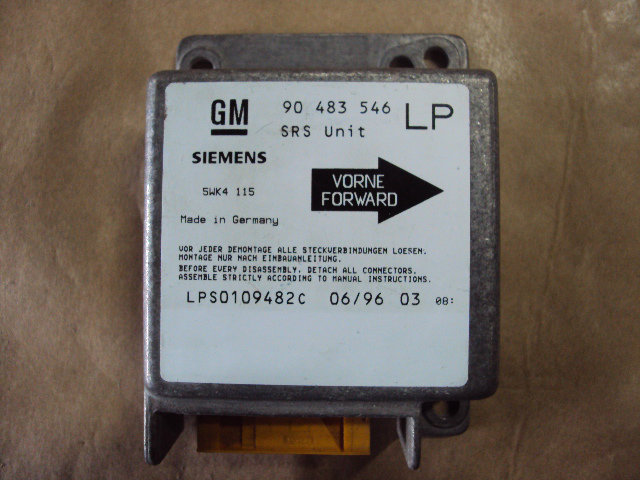 GM 90 483 546 LP
SRS Unit
SIEMENS
5WK4 115
VORNE
FORWARD
Made in Germany
VOR JEDER DEMONTAGE ALLE STECKVERBINDUNGEN LOESEN.
MONTAGE NUR NACH EINBAUANLEITUNG.
BEFORE EVERY DISASSEMBLY, DETACH ALL CONNECTORS.
ASSEMBLE STRICTLY ACCORDING TO MANUAL INSTRUCTIONS.
LPS0109482C 06/96 03 08: